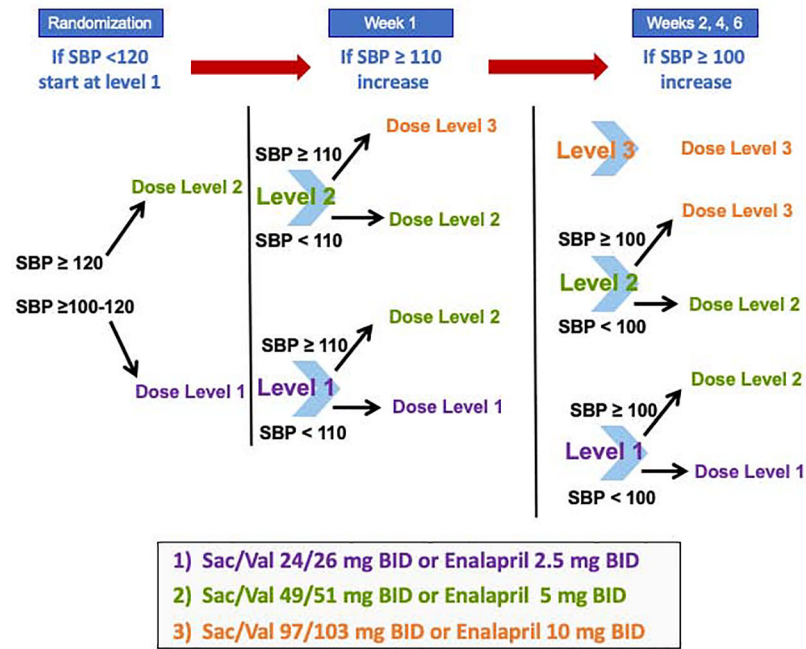 Randomization
If SBP <120
start at level 1
SBP ≥ 120
SBP ≥100-120
Dose Level 2
Dose Level 1
Week 1
If SBP ≥ 110
increase
SBP ≥ 110
Level 2
SBP < 110
Dose Level 3
Dose Level 2
SBP ≥ 110
Level 1
SBP < 110
Dose Level 2
Dose Level 1
Weeks 2, 4, 6
If SBP ≥ 100
increase
Level 3
Dose Level 3
SBP ≥ 100
Level 2
SBP < 100
Dose Level 3
Dose Level 2
SBP ≥ 100
Level 1
SBP < 100
Dose Level 2
Dose Level 1
1) Sac/Val 24/26 mg BID or Enalapril 2.5 mg BID
2) Sac/Val 49/51 mg BID or Enalapril 5 mg BID
3) Sac/Val 97/103 mg BID or Enalapril 10 mg BID